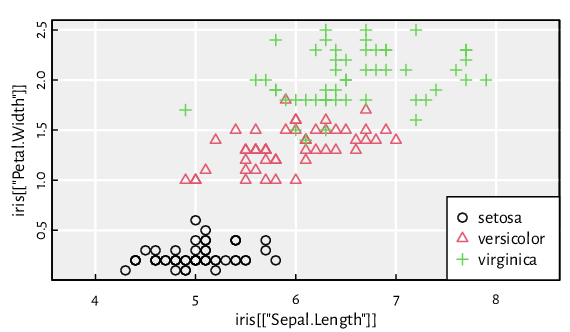 2.5
2.0
1.5
1.0
0.5
iris[["Petal.Width"]]
setosa
versicolor
virginica
4 5 6 7 8
iris[["Sepal.Length"]]